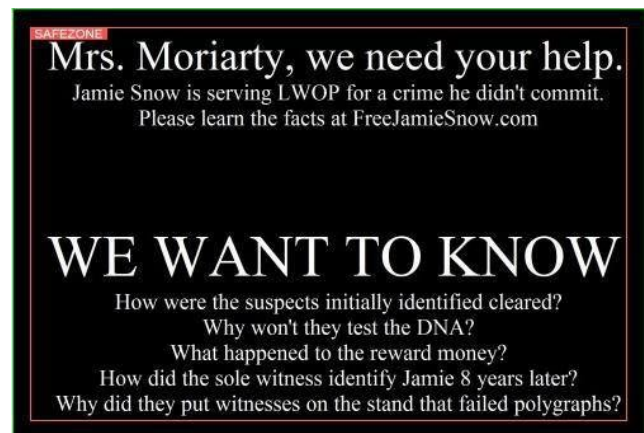 SAFEZONE
Mrs. Moriarty, we need your help.
Jamie Snow is serving LWOP for a crime he didn't commit.
Please learn the facts at FreeJamieSnow.com
WE WANT TO KNOW
How were the suspects initially identified cleared?
Why won't they test the DNA?
What happened to the reward money?
How did the sole witness identify Jamie 8 years later?
Why did they put witnesses on the stand that failed polygraphs?